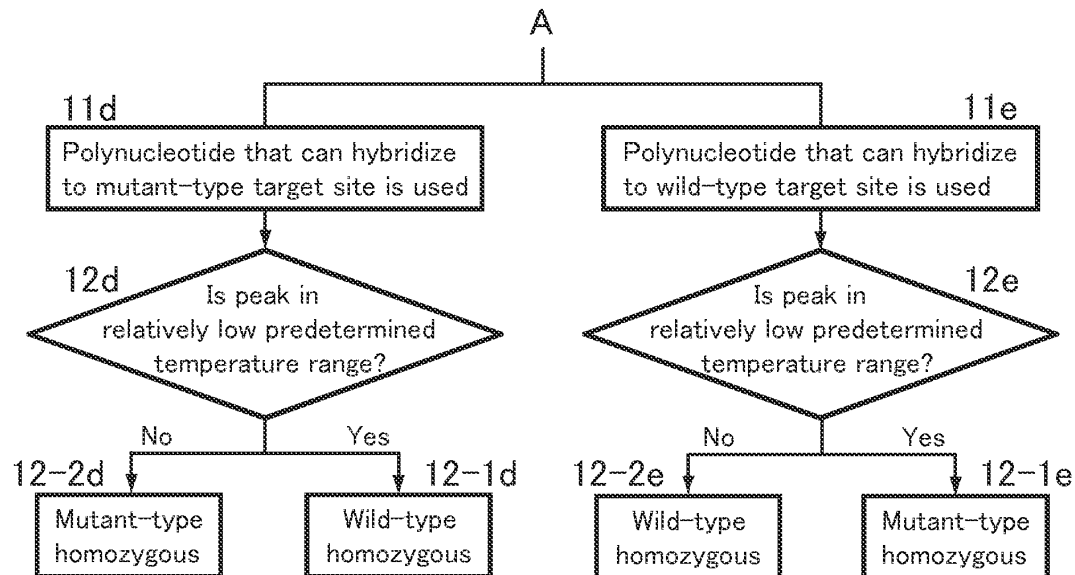 A
11d
Polynucleotide that can hybridize
to mutant-type target site is used
12d
Is peak in
relatively low predetermined
temperature range?
No
Yes
12-2d
Mutant-type
homozygous
12-1d
Wild-type
homozygous
11e
Polynucleotide that can hybridize
to wild-type target site is used
12e
Is peak in
relatively low predetermined
temperature range?
No
Yes
12-2e
Wild-type
homozygous
12-1e
Mutant-type
homozygous